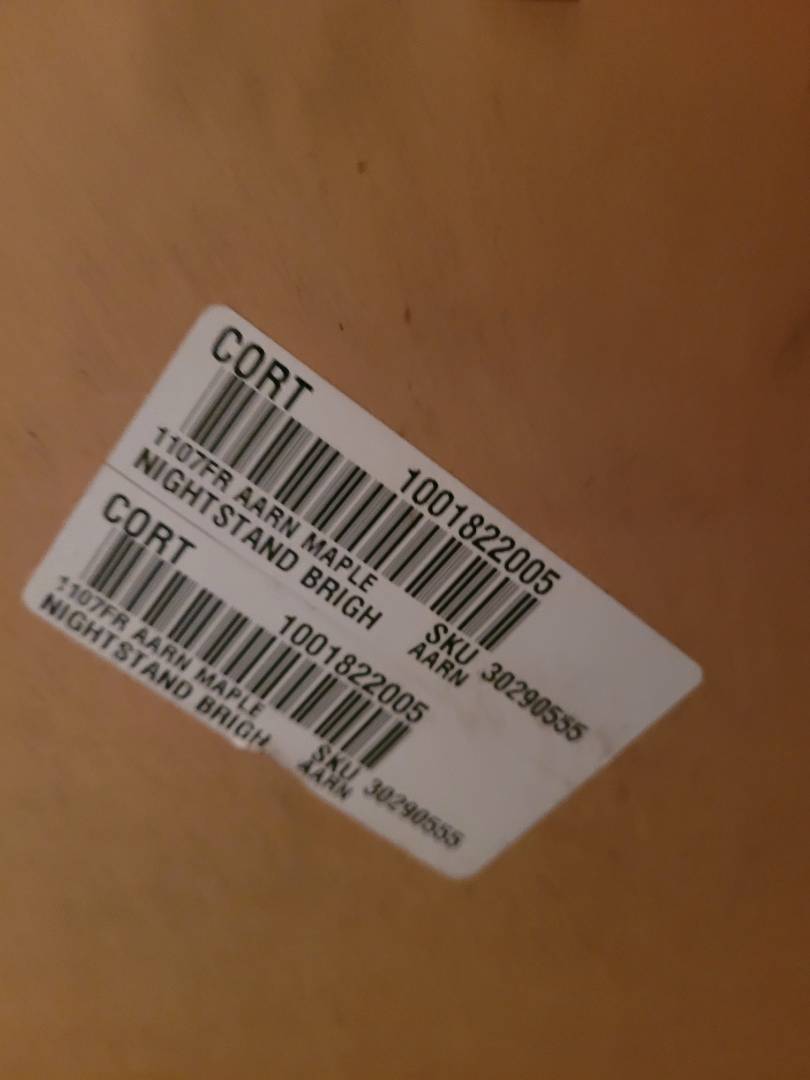 CORT
1001822005
1107FR AARN MAPLE
NIGHTSTAND BRIGH
SKU 30290555
AARN
CORT
1001822005
1107FR AARN MAPLE
NIGHTSTAND BRIGH
SKU 30290555
AARN